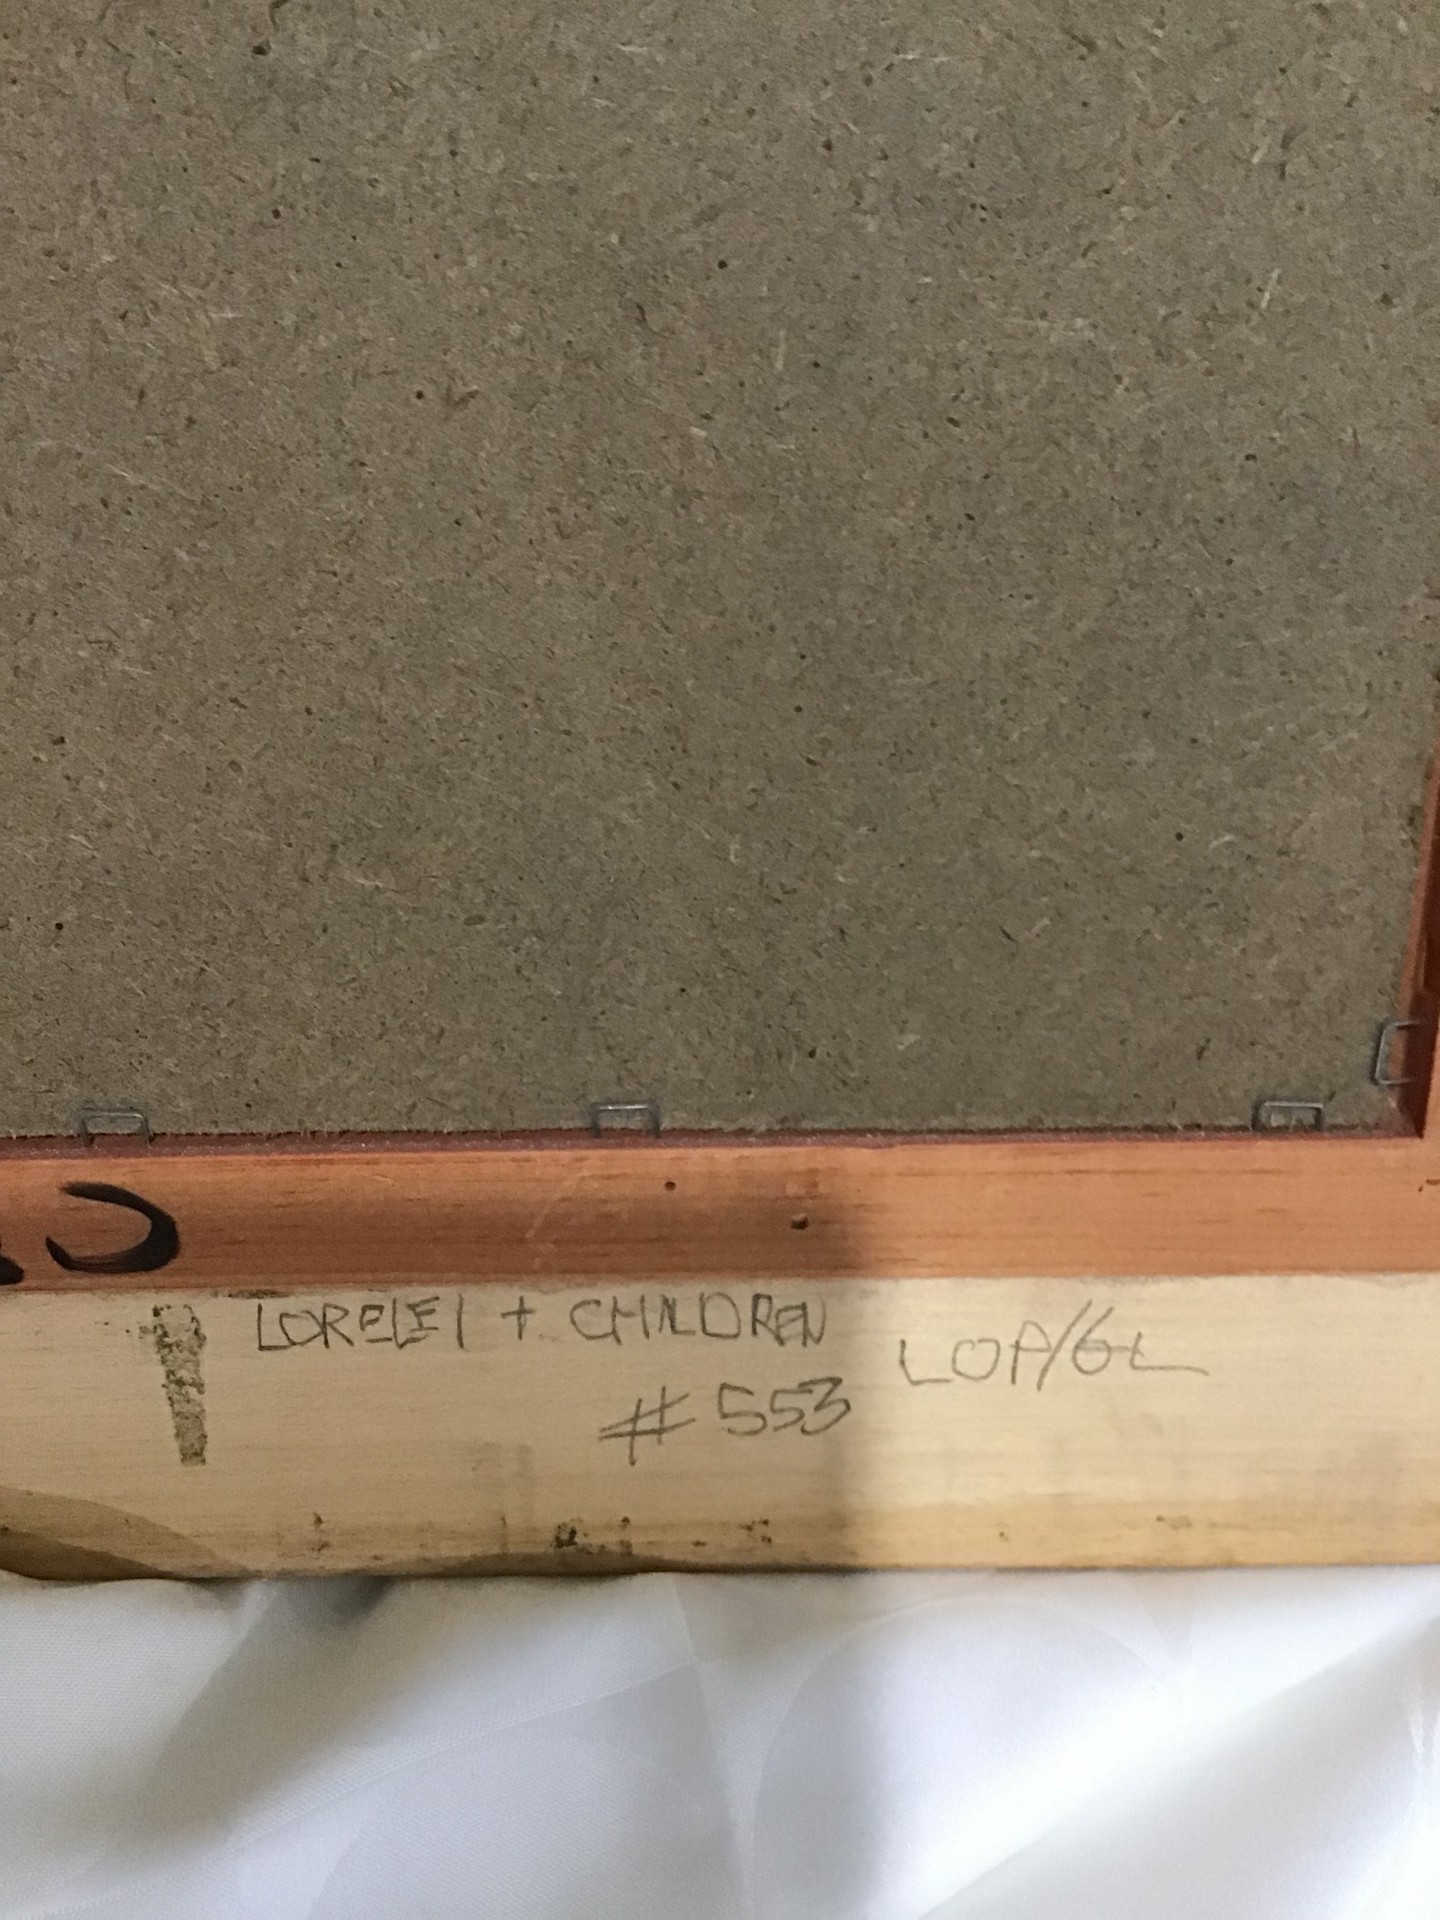 LORELEI + CHILDREN LOP/GL
#553